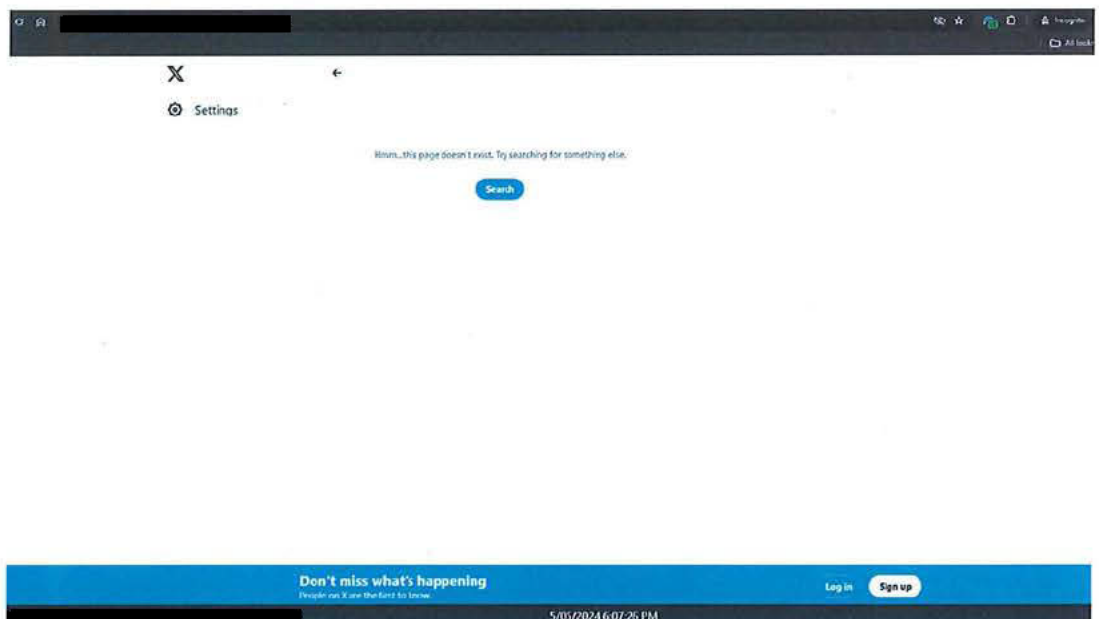 Incognito
X
Settings
Hmm...this page doesn't exist. Try searching for something else.
Search
Don't miss what's happening
People on X are the first to know.
Log in
Sign up
5/05/2024 6:07:26 PM